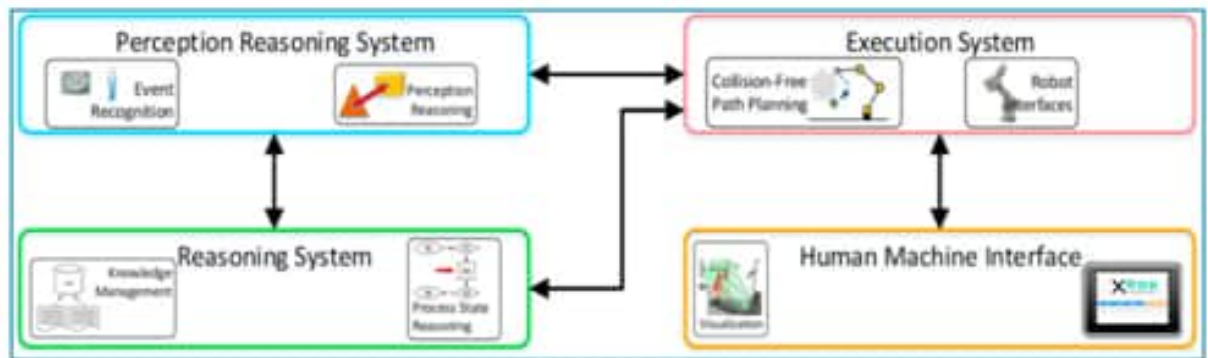 Perception Reasoning System
Event
Recognition
Perception
Reasoning
Execution System
Collision-Free
Path Planning
Robot
Interfaces
Reasoning System
Knowledge
Management
Process State
Reasoning
Human Machine Interface
Visualization